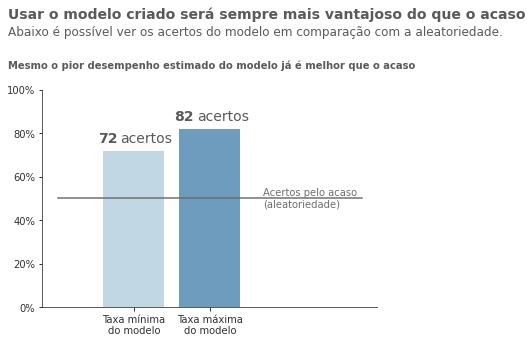 Usar o modelo criado será sempre mais vantajoso do que o acaso
Abaixo é possível ver os acertos do modelo em comparação com a aleatoriedade.
Mesmo o pior desempenho estimado do modelo já é melhor que o acaso
100%
80%
60%
40%
20%
0%
72 acertos
82 acertos
Acertos pelo acaso
(aleatoriedade)
Taxa mínima
do modelo
Taxa máxima
do modelo